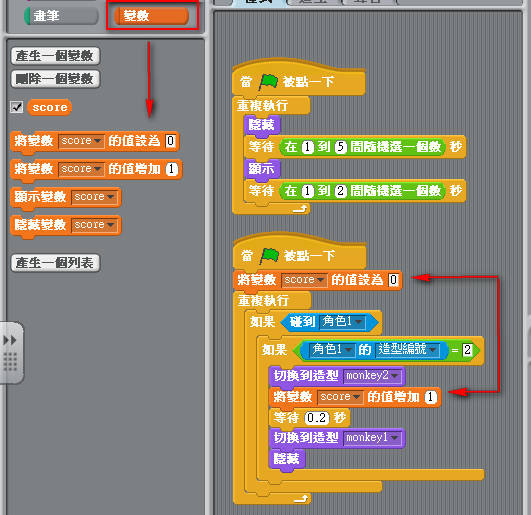 畫筆
變數
產生一個變數
刪除一個變數
score
將變數 score 的值設為 0
將變數 score 的值增加 1
顯示變數 score
隱藏變數 score
產生一個列表
當 被點一下
重複執行
隱藏
等待 在 1 到 5 間隨機選一個數 秒
顯示
等待 在 1 到 2 間隨機選一個數 秒
當 被點一下
將變數 score 的值設為 0
重複執行
如果 碰到 角色1
如果 角色1 的 造型編號 = 2
切換到造型 monkey2
將變數 score 的值增加 1
等待 0.2 秒
切換到造型 monkey1
隱藏